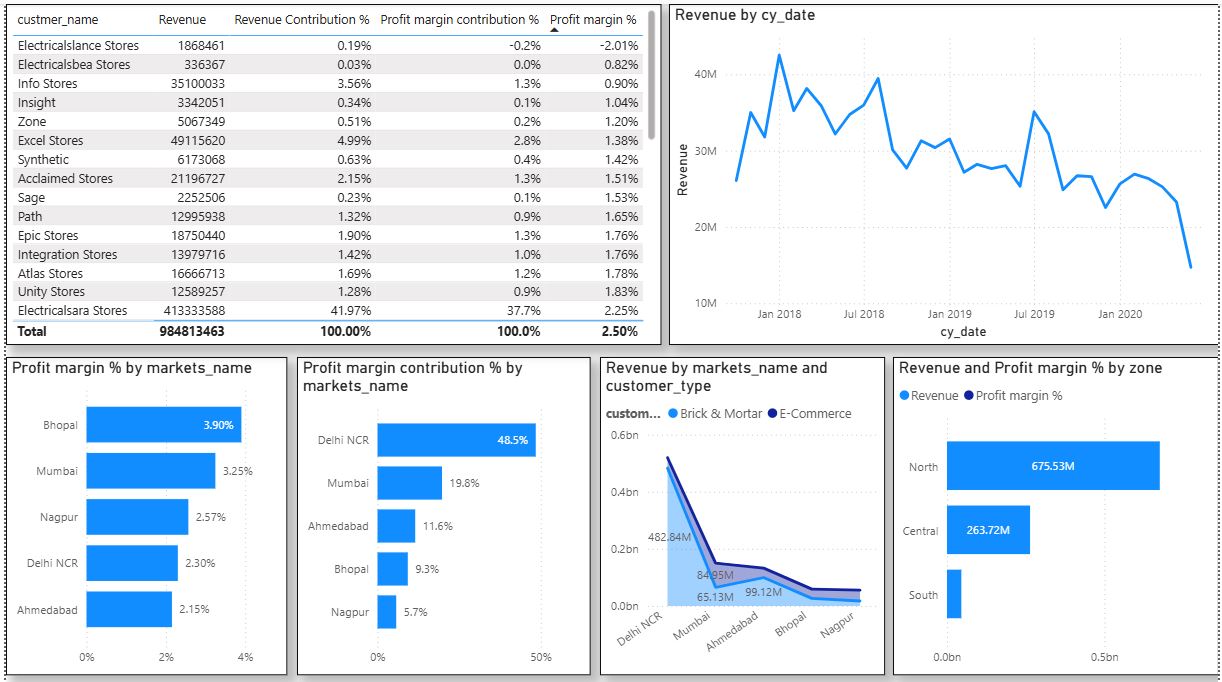 custmer_name Revenue Revenue Contribution % Profit margin contribution % Profit margin %
Electricalslance Stores 1868461 0.19% -0.2% -2.01%
Electricalsbea Stores 336367 0.03% 0.0% 0.82%
Info Stores 35100033 3.56% 1.3% 0.90%
Insight 3342051 0.34% 0.1% 1.04%
Zone 5067349 0.51% 0.2% 1.20%
Excel Stores 49115620 4.99% 2.8% 1.38%
Synthetic 6173068 0.63% 0.4% 1.42%
Acclaimed Stores 21196727 2.15% 1.3% 1.51%
Sage 2252506 0.23% 0.1% 1.53%
Path 12995938 1.32% 0.9% 1.65%
Epic Stores 18750440 1.90% 1.3% 1.76%
Integration Stores 13979716 1.42% 1.0% 1.76%
Atlas Stores 16666713 1.69% 1.2% 1.78%
Unity Stores 12589257 1.28% 0.9% 1.83%
Electricalsara Stores 413333588 41.97% 37.7% 2.25%
Total 984813463 100.00% 100.0% 2.50%
Revenue by cy_date
Revenue
40M
30M
20M
10M
Jan 2018 Jul 2018 Jan 2019 Jul 2019 Jan 2020
cy_date
Profit margin % by markets_name
Bhopal 3.90%
Mumbai 3.25%
Nagpur 2.57%
Delhi NCR 2.30%
Ahmedabad 2.15%
0% 2% 4%
Profit margin contribution % by
markets_name
Delhi NCR 48.5%
Mumbai 19.8%
Ahmedabad 11.6%
Bhopal 9.3%
Nagpur 5.7%
0% 50%
Revenue by markets_name and
customer_type
custom... Brick & Mortar E-Commerce
0.6bn
0.4bn
0.2bn
0.0bn
482.84M
84.95M
65.13M
99.12M
Delhi NCR Mumbai Ahmedabad Bhopal Nagpur
Revenue and Profit margin % by zone
Revenue Profit margin %
North 675.53M
Central 263.72M
South
0.0bn 0.5bn